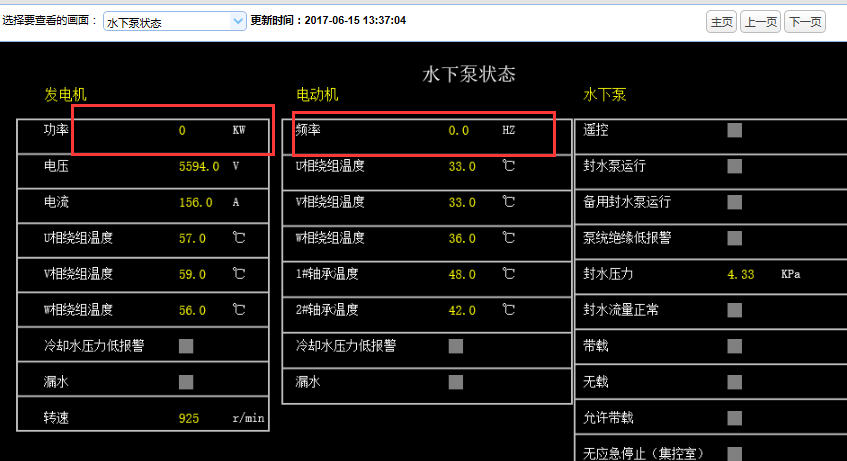 选择要查看的画面： 水下泵状态 更新时间：2017-06-15 13:37:04 主页 上一页 下一页
水下泵状态
发电机
功率 0 KW
电压 5594.0 V
电流 156.0 A
U相绕组温度 57.0 ℃
V相绕组温度 59.0 ℃
W相绕组温度 56.0 ℃
冷却水压力低报警
漏水
转速 925 r/min
电动机
频率 0.0 HZ
U相绕组温度 33.0 ℃
V相绕组温度 33.0 ℃
W相绕组温度 36.0 ℃
1#轴承温度 48.0 ℃
2#轴承温度 42.0 ℃
冷却水压力低报警
漏水
水下泵
遥控
封水泵运行
备用封水泵运行
泵统绝缘低报警
封水压力 4.33 KPa
封水流量正常
带载
无载
允许带载
无应急停止（集控室）